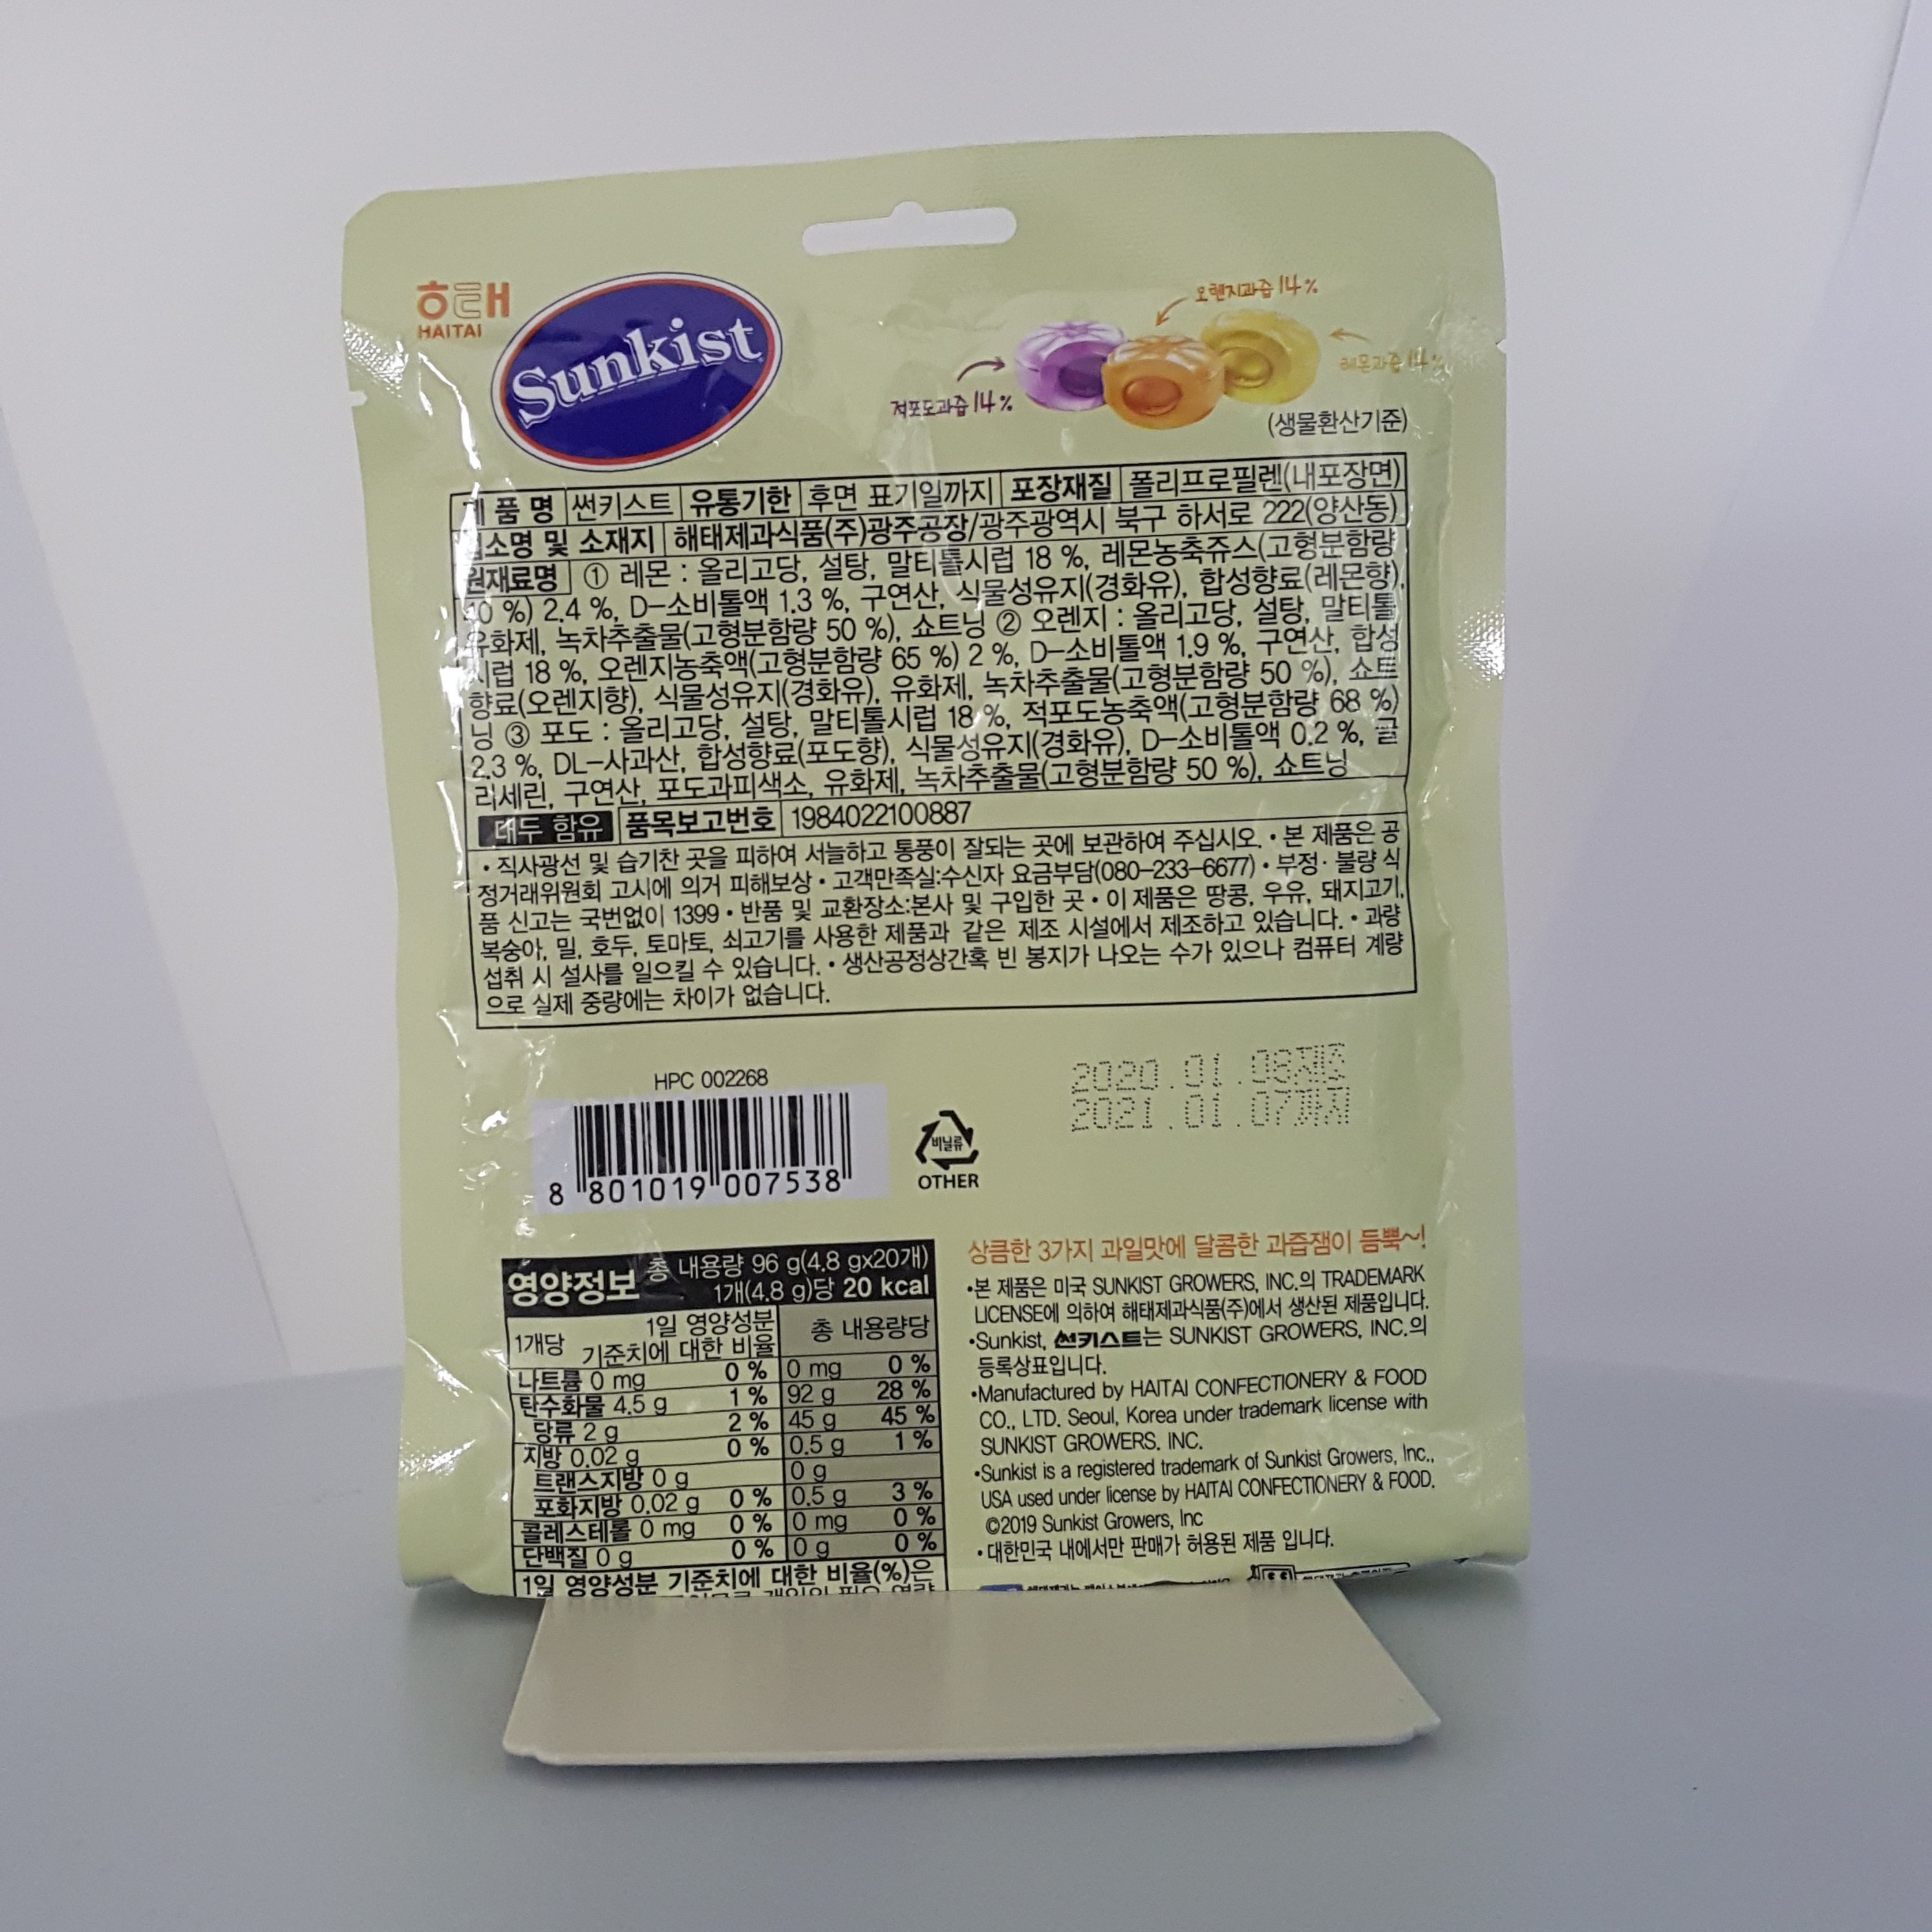 해태
HAITAI
Sunkist
오렌지과즙 14%
레몬과즙 14%
적포도과즙 14%
(생물환산기준)
제 품 명 썬키스트 유통기한 후면 표기일까지 포장재질 폴리프로필렌(내포장면)
업소명 및 소재지 해태제과식품(주)광주공장/광주광역시 북구 하서로 222(양산동)
원재료명 ① 레몬 : 올리고당, 설탕, 말티톨시럽 18 %, 레몬농축쥬스(고형분함량
40 %) 2.4 %, D-소비톨액 1.3 %, 구연산, 식물성유지(경화유), 합성향료(레몬향),
유화제, 녹차추출물(고형분함량 50 %), 쇼트닝 ② 오렌지 : 올리고당, 설탕, 말티톨
시럽 18 %, 오렌지농축액(고형분함량 65 %) 2 %, D-소비톨액 1.9 %, 구연산, 합성
향료(오렌지향), 식물성유지(경화유), 유화제, 녹차추출물(고형분함량 50 %), 쇼트
닝 ③ 포도 : 올리고당, 설탕, 말티톨시럽 18 %, 적포도농축액(고형분함량 68 %)
2.3 %, DL-사과산, 합성향료(포도향), 식물성유지(경화유), D-소비톨액 0.2 %, 글
리세린, 구연산, 포도과피색소, 유화제, 녹차추출물(고형분함량 50 %), 쇼트닝
대두 함유 품목보고번호 1984022100887
• 직사광선 및 습기찬 곳을 피하여 서늘하고 통풍이 잘되는 곳에 보관하여 주십시오. • 본 제품은 공
정거래위원회 고시에 의거 피해보상 • 고객만족실:수신자 요금부담(080-233-6677) • 부정· 불량 식
품 신고는 국번없이 1399 • 반품 및 교환장소:본사 및 구입한 곳 • 이 제품은 땅콩, 우유, 돼지고기,
복숭아, 밀, 호두, 토마토, 쇠고기를 사용한 제품과 같은 제조 시설에서 제조하고 있습니다. • 과량
섭취 시 설사를 일으킬 수 있습니다. • 생산공정상간혹 빈 봉지가 나오는 수가 있으나 컴퓨터 계량
으로 실제 중량에는 차이가 없습니다.
HPC 002268
8 801019 007538
비닐류
OTHER
2020.01.08제조
2021.01.07까지
영양정보 총 내용량 96 g(4.8 gx20개)
1개(4.8 g)당 20 kcal
1개당 1일 영양성분 기준치에 대한 비율 총 내용량당
나트륨 0 mg 0 % 0 mg 0 %
탄수화물 4.5 g 1 % 92 g 28 %
당류 2 g 2 % 45 g 45 %
지방 0.02 g 0 % 0.5 g 1 %
트랜스지방 0 g 0 g
포화지방 0.02 g 0 % 0.5 g 3 %
콜레스테롤 0 mg 0 % 0 mg 0 %
단백질 0 g 0 % 0 g 0 %
1일 영양성분 기준치에 대한 비율(%)은
상큼한 3가지 과일맛에 달콤한 과즙잼이 듬뿍~!
•본 제품은 미국 SUNKIST GROWERS, INC.의 TRADEMARK
LICENSE에 의하여 해태제과식품(주)에서 생산된 제품입니다.
•Sunkist, 썬키스트는 SUNKIST GROWERS, INC.의
등록상표입니다.
•Manufactured by HAITAI CONFECTIONERY & FOOD
CO., LTD. Seoul, Korea under trademark license with
SUNKIST GROWERS, INC.
•Sunkist is a registered trademark of Sunkist Growers, Inc.,
USA used under license by HAITAI CONFECTIONERY & FOOD.
©2019 Sunkist Growers, Inc
• 대한민국 내에서만 판매가 허용된 제품 입니다.